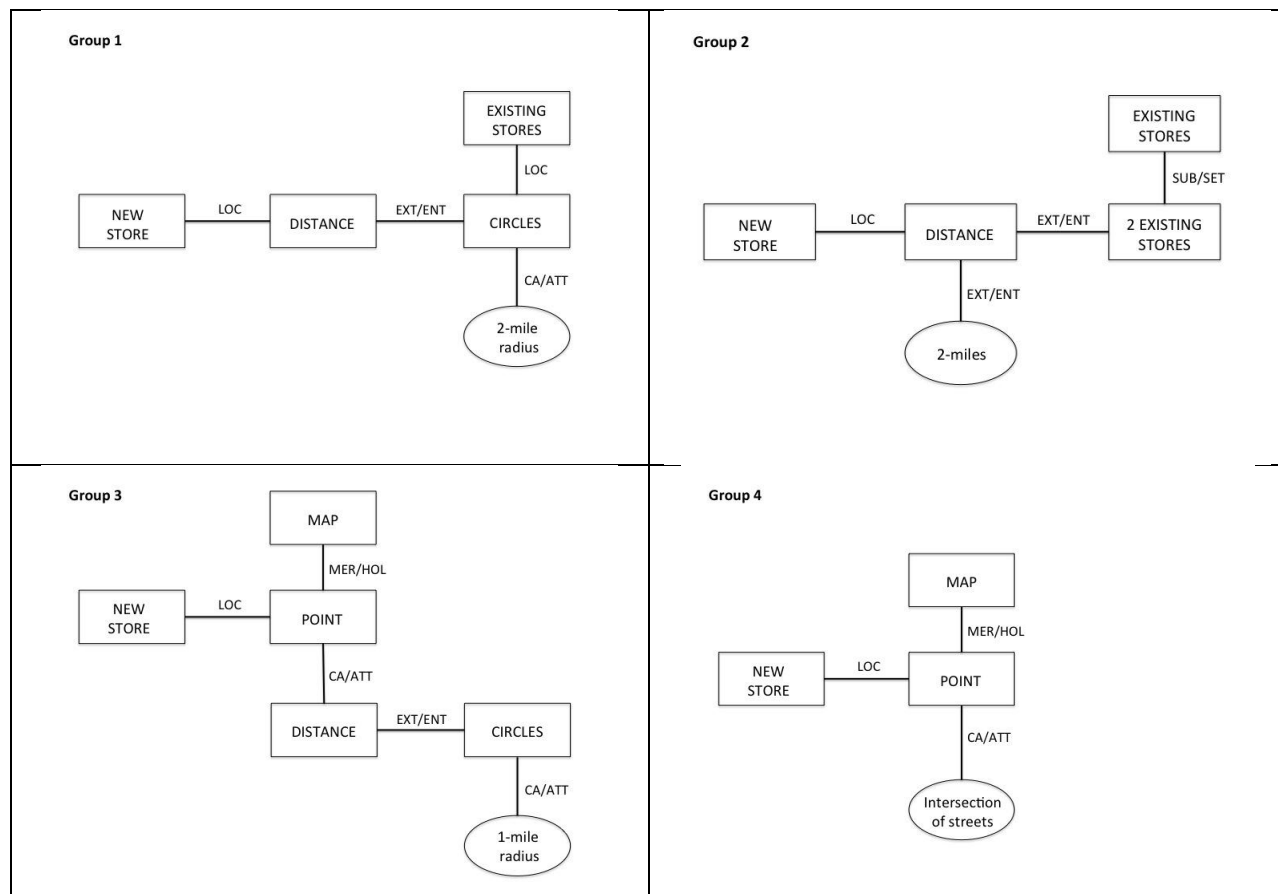 Group 1
EXISTING
STORES
LOC
NEW
STORE
LOC
DISTANCE
EXT/ENT
CIRCLES
CA/ATT
2-mile
radius
Group 2
EXISTING
STORES
SUB/SET
NEW
STORE
LOC
DISTANCE
EXT/ENT
2 EXISTING
STORES
EXT/ENT
2-miles
Group 3
MAP
MER/HOL
NEW
STORE
LOC
POINT
CA/ATT
DISTANCE
EXT/ENT
CIRCLES
CA/ATT
1-mile
radius
Group 4
MAP
MER/HOL
NEW
STORE
LOC
POINT
CA/ATT
Intersection
of streets